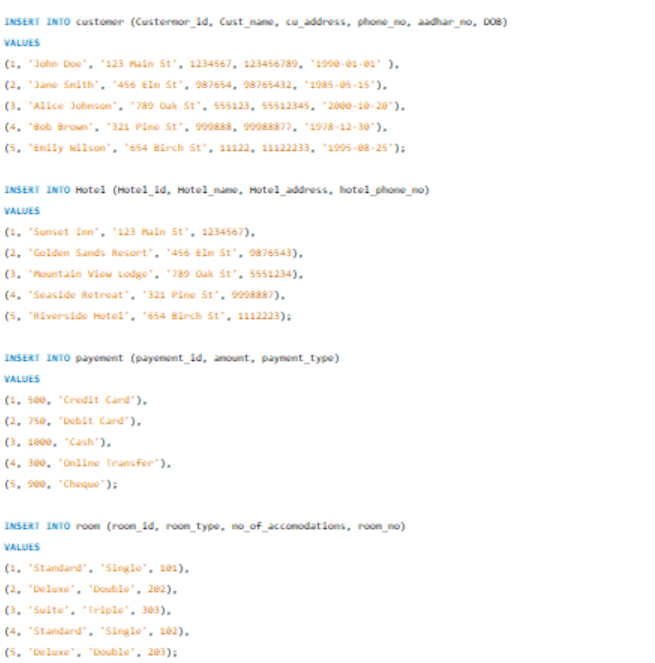 INSERT INTO customer (Custermor_id, Cust_name, cu_address, phone_no, aadhar_no, DOB)
VALUES
(1, 'John Doe', '123 Main St', 1234567, 123456789, '1990-01-01' ),
(2, 'Jane Smith', '456 Elm St', 987654, 98765432, '1985-05-15'),
(3, 'Alice Johnson', '789 Oak St', 555123, 55512345, '2000-10-20'),
(4, 'Bob Brown', '321 Pine St', 999888, 99988877, '1978-12-30'),
(5, 'Emily Wilson', '654 Birch St', 11122, 11122233, '1995-08-25');
INSERT INTO Hotel (Hotel_id, Hotel_name, Hotel_address, hotel_phone_no)
VALUES
(1, 'Sunset Inn', '123 Main St', 1234567),
(2, 'Golden Sands Resort', '456 Elm St', 9876543),
(3, 'Mountain View Lodge', '789 Oak St', 5551234),
(4, 'Seaside Retreat', '321 Pine St', 9998887),
(5, 'Riverside Hotel', '654 Birch St', 1112223);
INSERT INTO payement (payement_id, amount, payment_type)
VALUES
(1, 500, 'Credit Card'),
(2, 750, 'Debit Card'),
(3, 1000, 'Cash'),
(4, 300, 'Online Transfer'),
(5, 900, 'Cheque');
INSERT INTO room (room_id, room_type, no_of_accomodations, room_no)
VALUES
(1, 'Standard', 'Single', 101),
(2, 'Deluxe', 'Double', 202),
(3, 'Suite', 'Triple', 303),
(4, 'Standard', 'Single', 102),
(5, 'Deluxe', 'Double', 203);